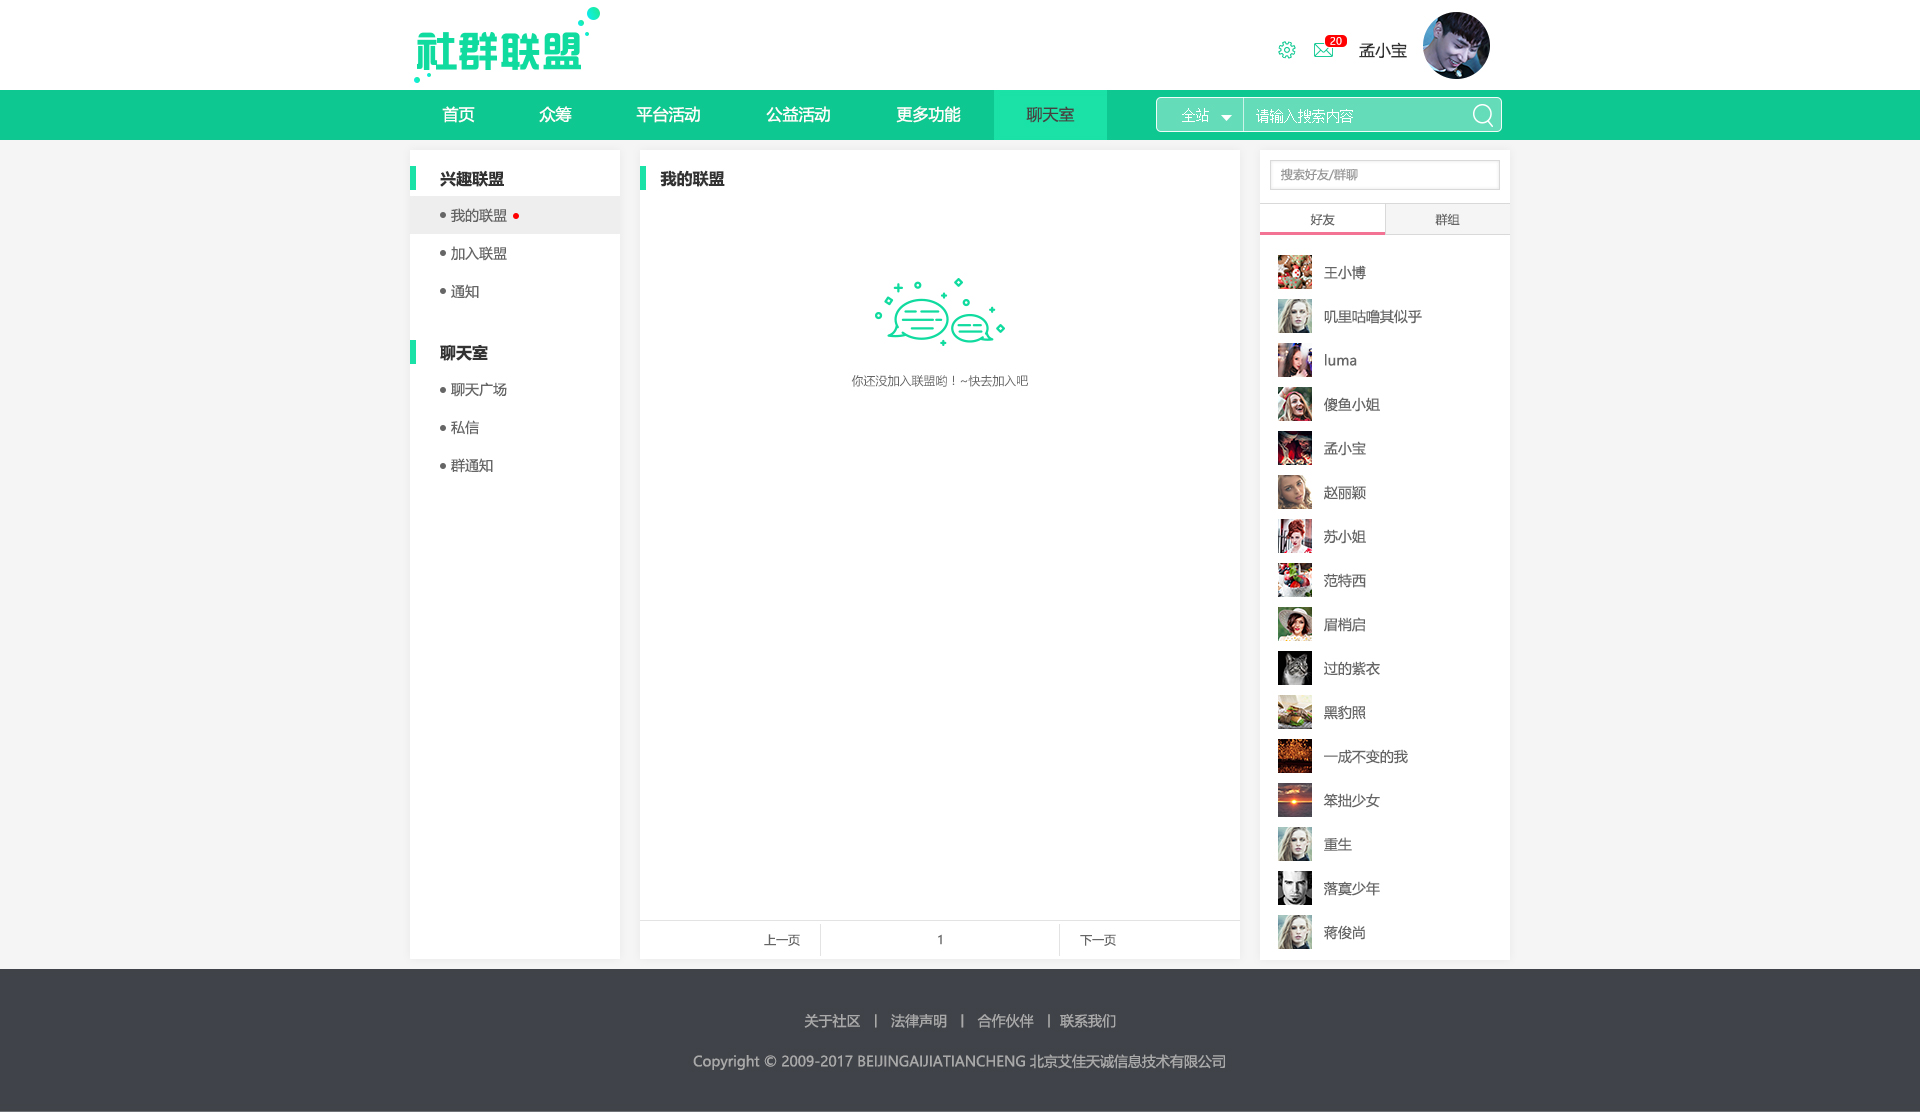 社群联盟
20
孟小宝
首页
众筹
平台活动
公益活动
更多功能
聊天室
全站
请输入搜索内容
兴趣联盟
我的联盟
加入联盟
通知
聊天室
聊天广场
私信
群通知
我的联盟
你还没加入联盟哟！~快去加入吧
上一页
1
下一页
搜索好友/群聊
好友
群组
王小博
叽里咕噜其似乎
luma
傻鱼小姐
孟小宝
赵丽颖
苏小姐
范特西
眉梢启
过的紫衣
黑豹照
一成不变的我
笨拙少女
重生
落寞少年
蒋俊尚
关于社区 | 法律声明 | 合作伙伴 | 联系我们
Copyright © 2009-2017 BEIJINGAIJIATIANCHENG 北京艾佳天诚信息技术有限公司